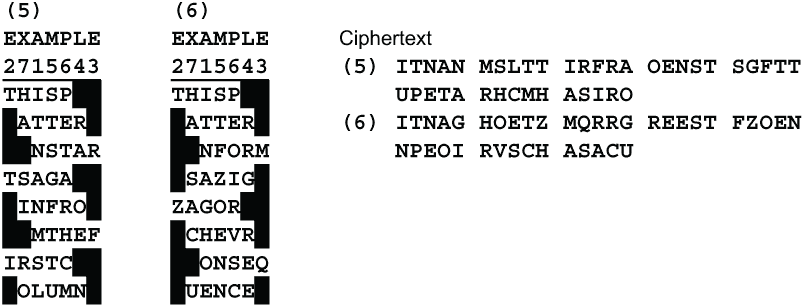 (5)
EXAMPLE
2715643
THISP
ATTER
NSTAR
TSAGA
INFRO
MTHEF
IRSTC
OLUMN
(6)
EXAMPLE
2715643
THISP
ATTER
NFORM
SAZIG
ZAGOR
CHEVR
ONSEQ
UENCE
Ciphertext
(5) ITNAN MSLTT IRFRA OENST SGFTT
UPETA RHCMH ASIRO
(6) ITNAG HOETZ MQRRG REEST FZOEN
NPEOI RVSCH ASACU